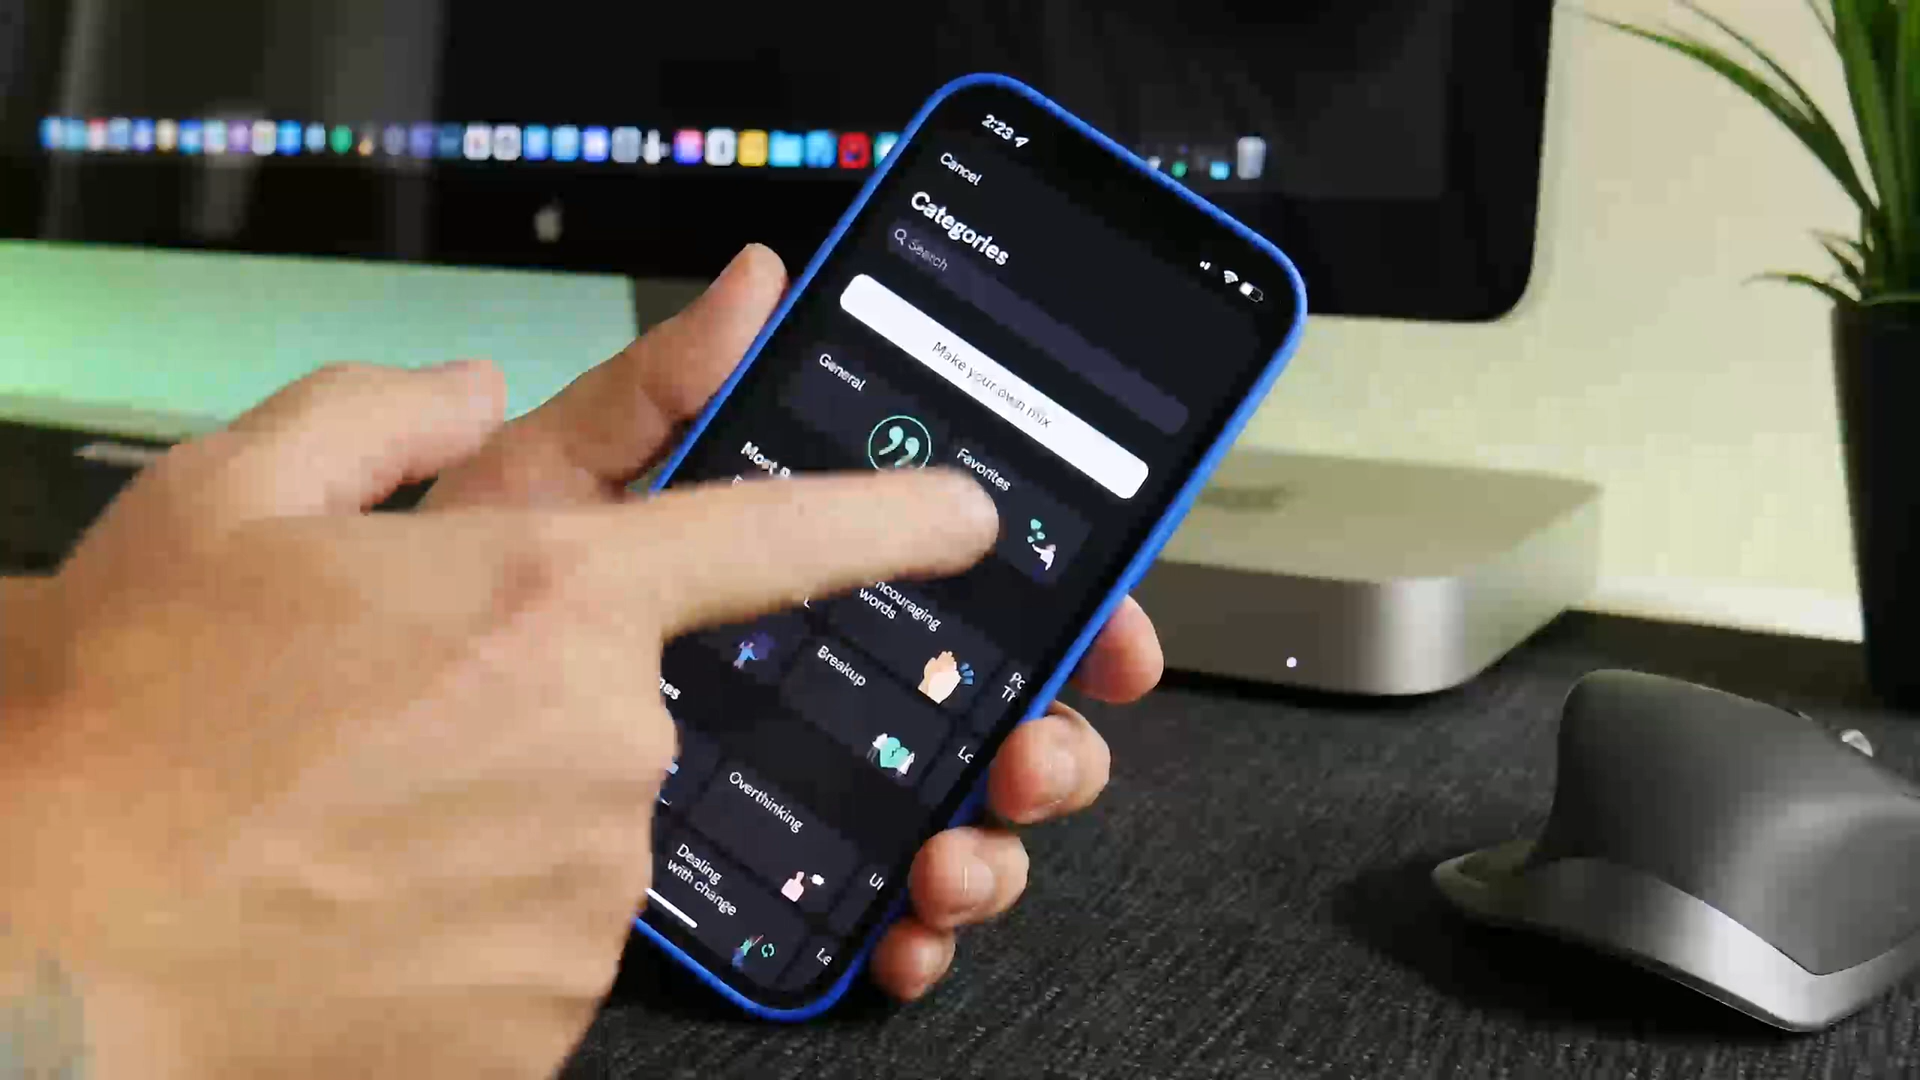 2:23
Cancel
Categories
Search
Make your own mix
General
Favorites
Most
ncouraging
words
Breakup
Overthinking
Dealing
with change